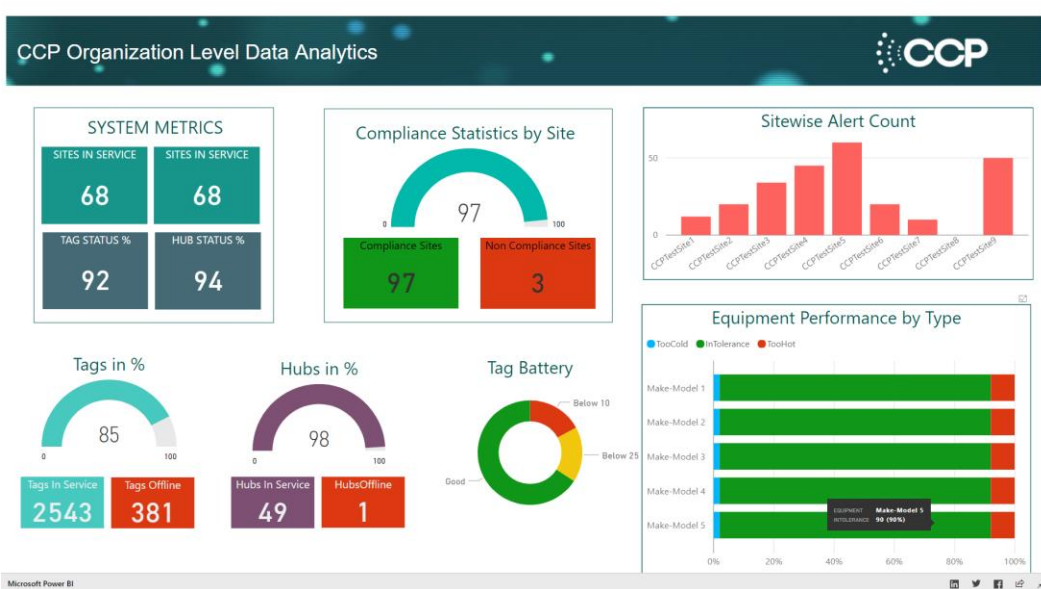 CCP Organization Level Data Analytics
CCP
SYSTEM METRICS
SITES IN SERVICE
68
SITES IN SERVICE
68
TAG STATUS %
92
HUB STATUS %
94
Compliance Statistics by Site
97
0
100
Compliance Sites
97
Non Compliance Sites
3
Sitewise Alert Count
50
0
CCPTestSite1
CCPTestSite2
CCPTestSite3
CCPTestSite4
CCPTestSite5
CCPTestSite6
CCPTestSite7
CCPTestSite8
CCPTestSite9
Tags in %
85
0
100
Tags In Service
2543
Tags Offline
381
Hubs in %
98
0
100
Hubs In Service
49
HubsOffline
1
Tag Battery
Below 10
Below 25
Good
Equipment Performance by Type
TooCold InTolerance TooHot
Make-Model 1
Make-Model 2
Make-Model 3
Make-Model 4
Make-Model 5
EQUIPMENT Make-Model 5
INTOLERANCE 90 (90%)
0% 20% 40% 60% 80% 100%
Microsoft Power BI